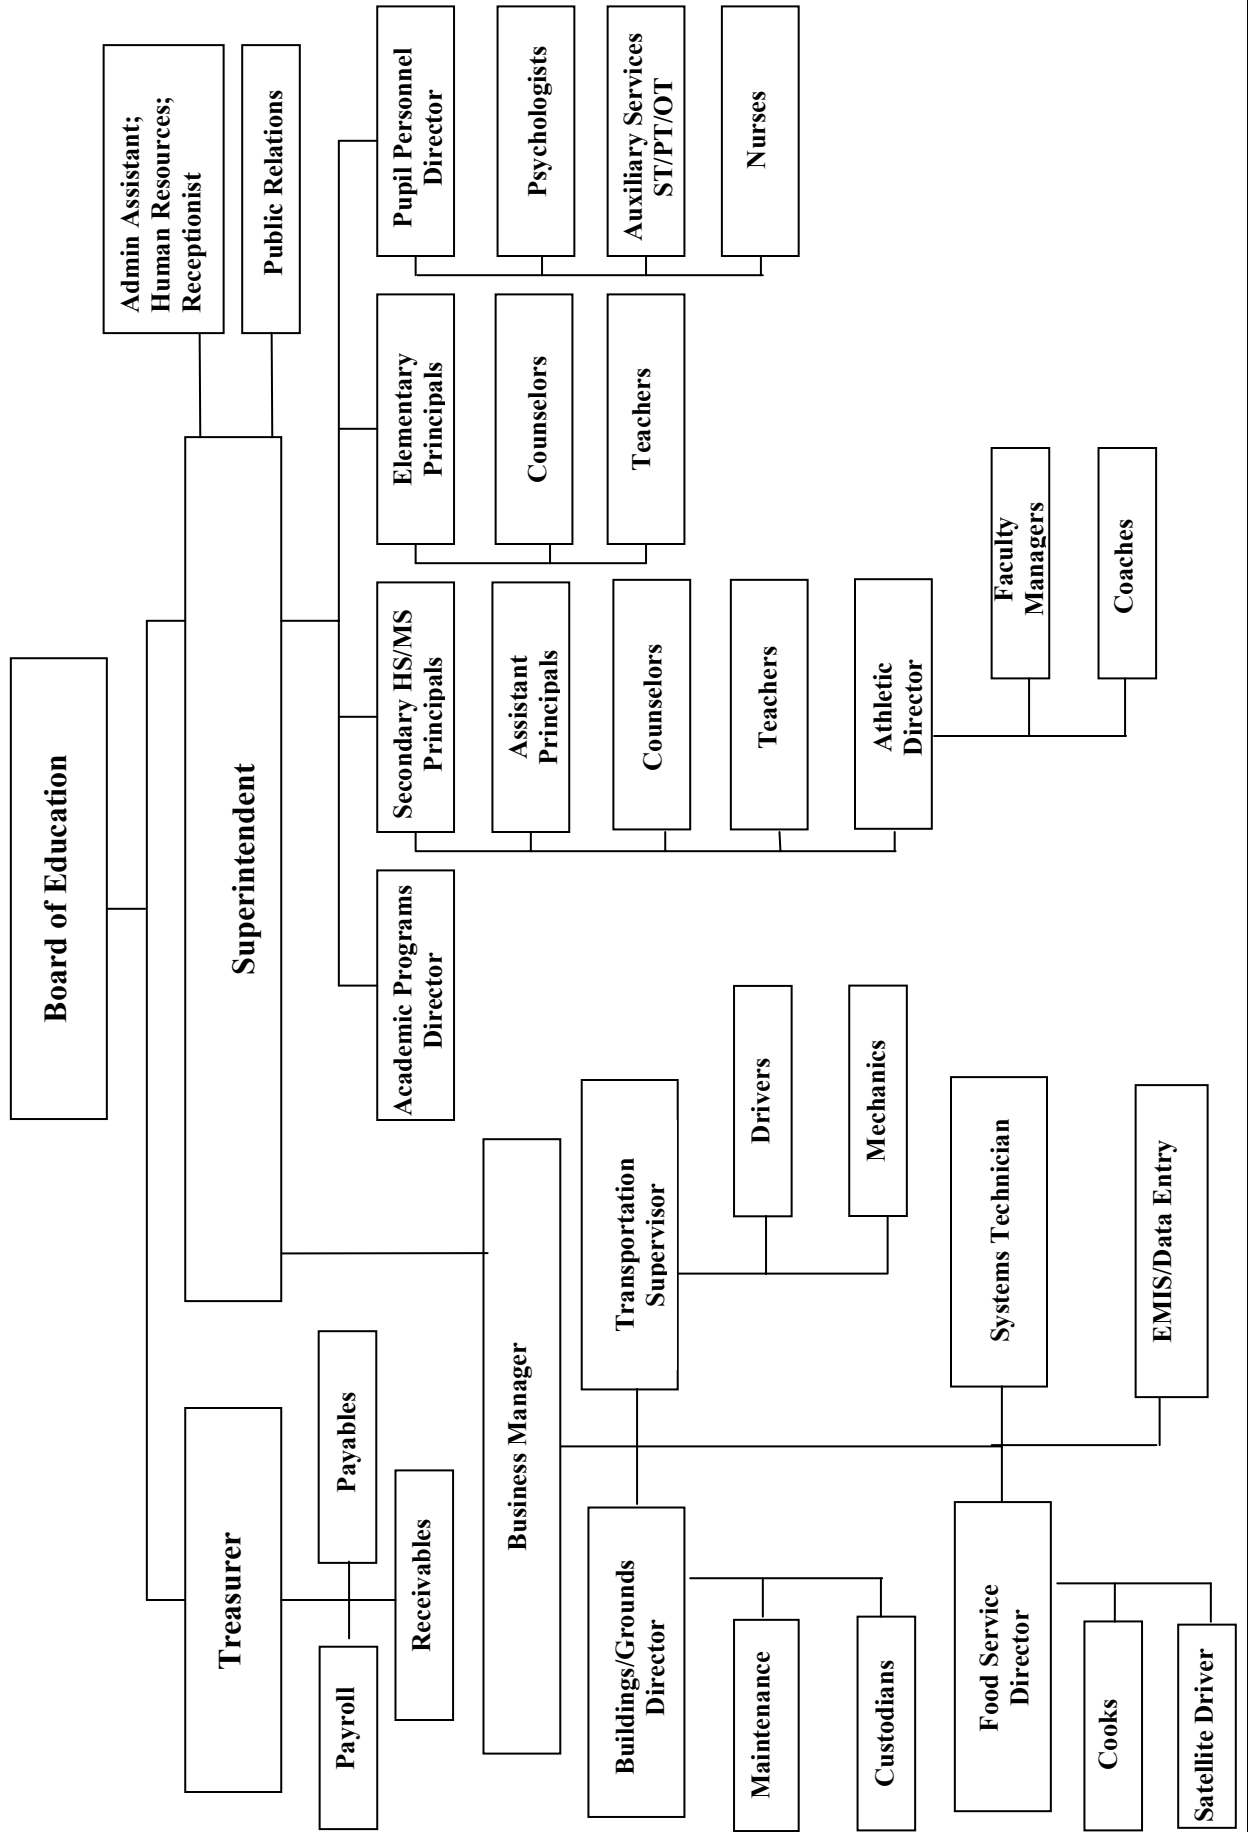 Board of Education
Treasurer
Superintendent
Admin Assistant;
Human Resources;
Receptionist
Public Relations
Payroll
Payables
Receivables
Business Manager
Academic Programs
Director
Secondary HS/MS
Principals
Elementary
Principals
Pupil Personnel
Director
Assistant
Principals
Counselors
Teachers
Athletic
Director
Faculty
Managers
Coaches
Counselors
Teachers
Psychologists
Auxiliary Services
ST/PT/OT
Nurses
Buildings/Grounds
Director
Transportation
Supervisor
Maintenance
Custodians
Drivers
Mechanics
Food Service
Director
Systems Technician
Cooks
Satellite Driver
EMIS/Data Entry